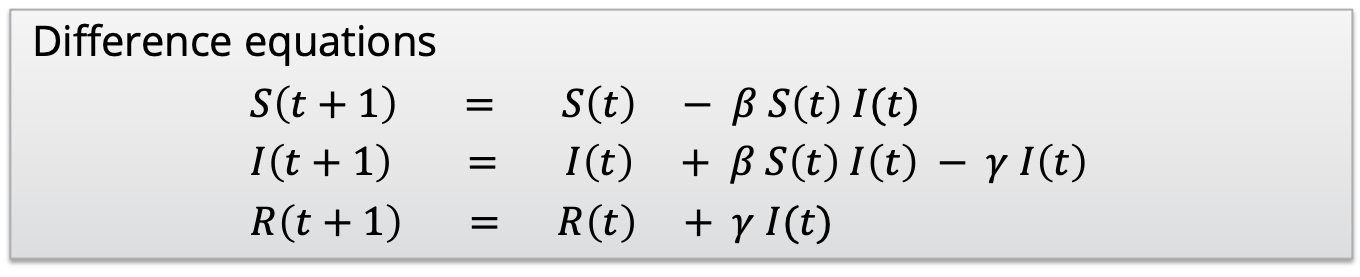 Difference equations
S(t + 1) = S(t) − β S(t) I(t)
I(t + 1) = I(t) + β S(t) I(t) − γ I(t)
R(t + 1) = R(t) + γ I(t)